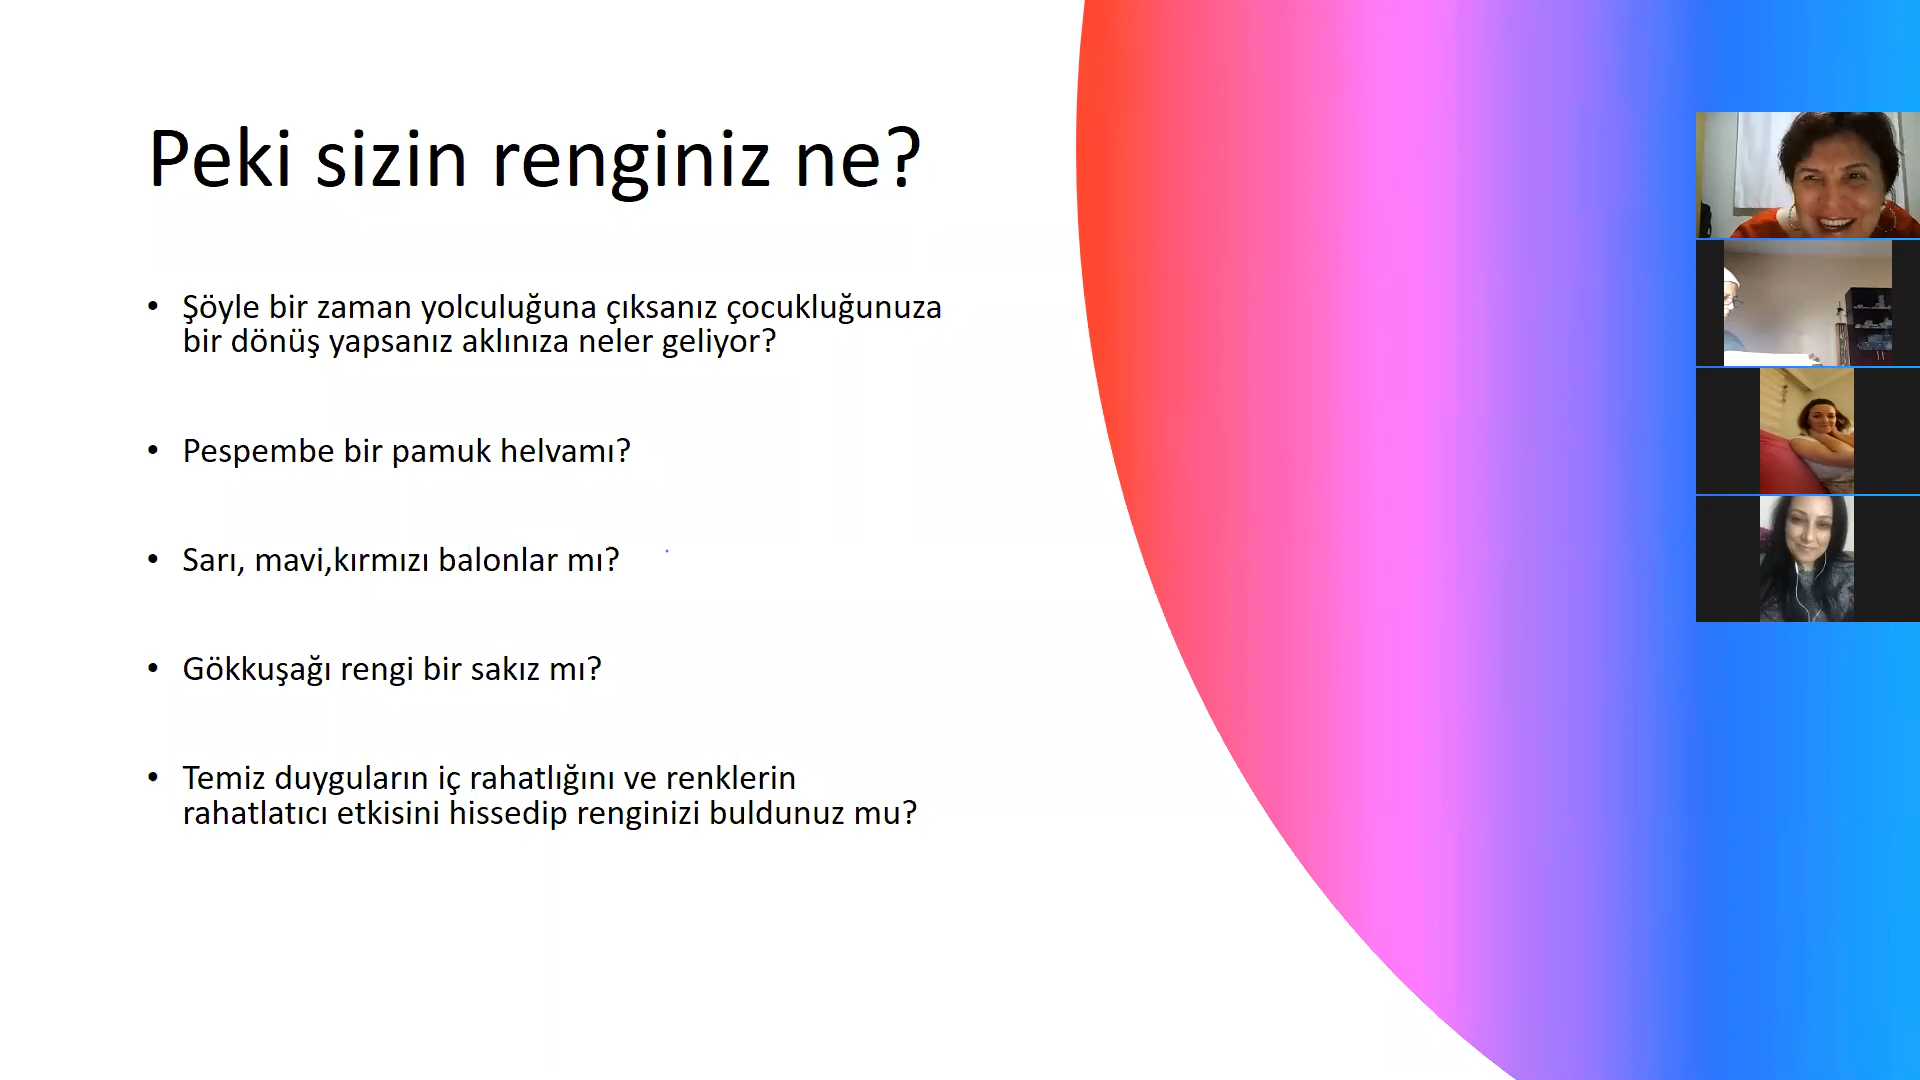 Peki sizin renginiz ne?
• Şöyle bir zaman yolculuğuna çıksanız çocukluğunuza
bir dönüş yapsanız aklınıza neler geliyor?
• Pespembe bir pamuk helvamı?
• Sarı, mavi,kırmızı balonlar mı?
• Gökkuşağı rengi bir sakız mı?
• Temiz duyguların iç rahatlığını ve renklerin
rahatlatıcı etkisini hissedip renginizi buldunuz mu?